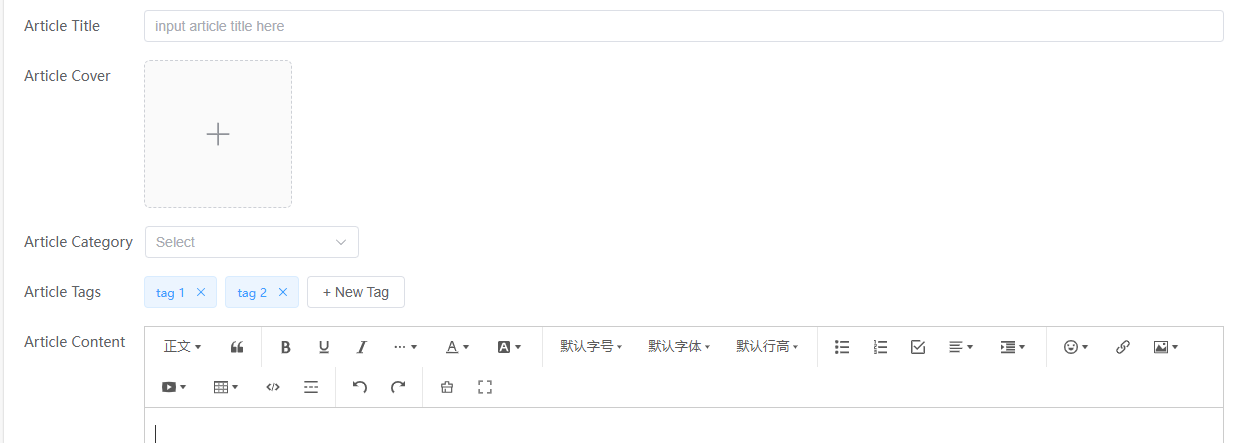 Article Title
input article title here
Article Cover
Article Category
Select
Article Tags
tag 1 tag 2 + New Tag
Article Content
正文 B U I A A 默认字号 默认字体 默认行高